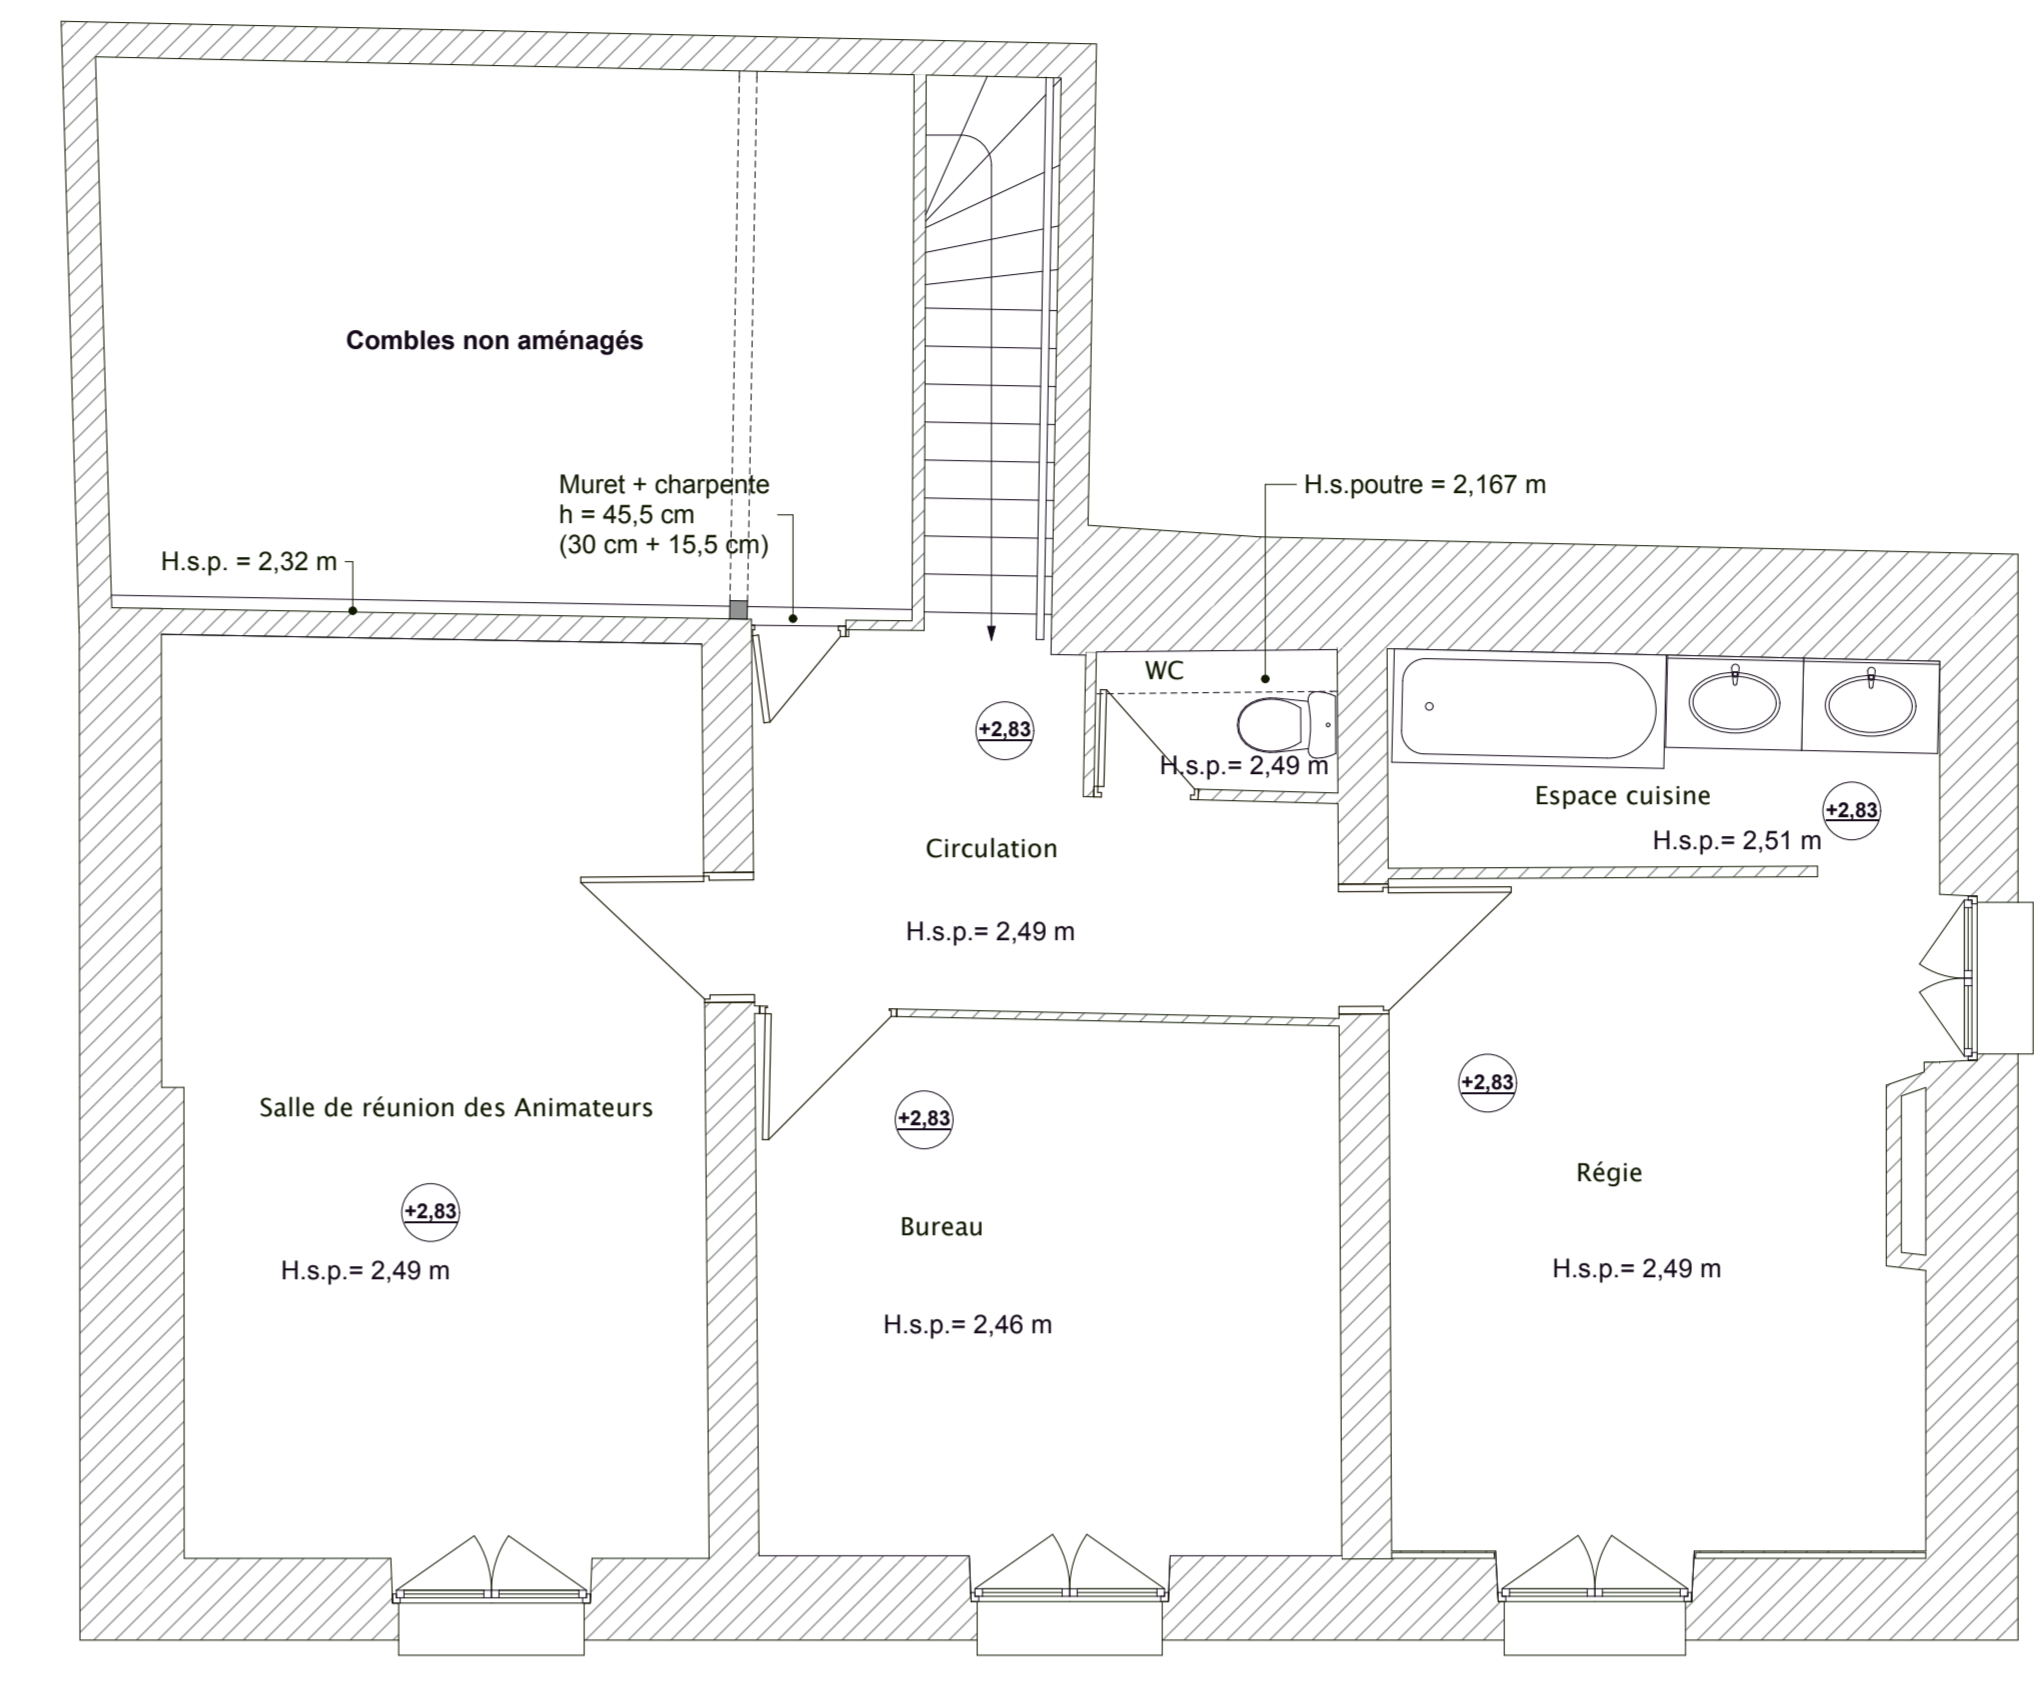 Combles non aménagés
Muret + charpente
h = 45,5 cm
(30 cm + 15,5 cm)
H.s.poutre = 2,167 m
H.s.p. = 2,32 m
WC
+2,83
H.s.p.= 2,49 m
Espace cuisine
+2,83
H.s.p.= 2,51 m
Circulation
H.s.p.= 2,49 m
Salle de réunion des Animateurs
+2,83
H.s.p.= 2,49 m
+2,83
Bureau
H.s.p.= 2,46 m
+2,83
Régie
H.s.p.= 2,49 m